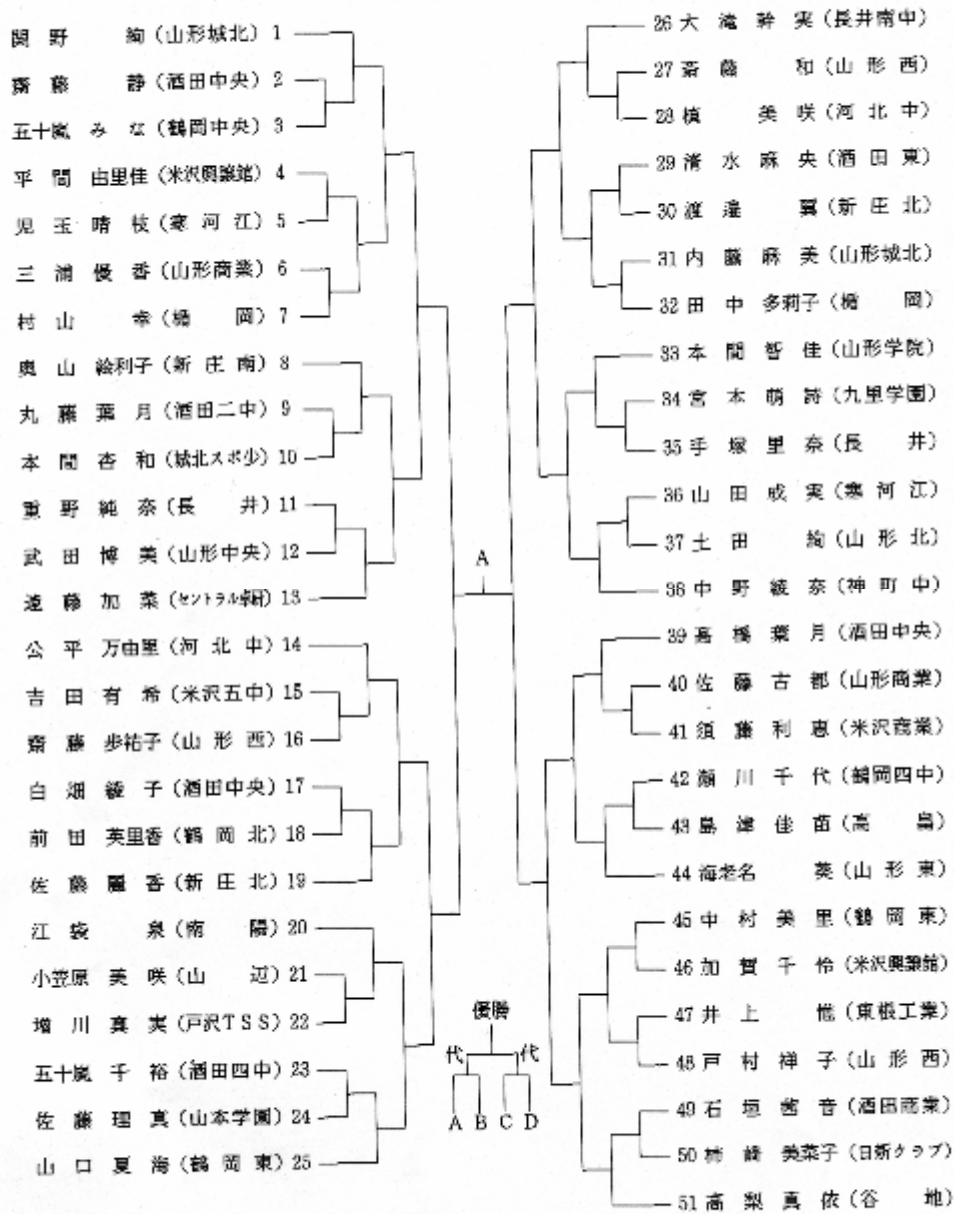 関野 絢 (山形城北) 1
齋藤 静 (酒田中央) 2
五十嵐 みな (鶴岡中央) 3
平間 由里佳 (米沢興譲館) 4
児玉晴枝 (寒河江) 5
三浦優香 (山形商業) 6
村山 幸 (楯岡) 7
奥山 絵利子 (新庄南) 8
丸藤葉月 (酒田二中) 9
本間杏和 (城北スポ少) 10
重野純奈 (長井) 11
武田博美 (山形中央) 12
遠藤加菜 (セントラル卓研) 13
公平 万由里 (河北中) 14
吉田有希 (米沢五中) 15
齋藤 歩祐子 (山形西) 16
白畑綾子 (酒田中央) 17
前田 英里香 (鶴岡北) 18
佐藤麗香 (新庄北) 19
江袋 泉 (南陽) 20
小笠原 美咲 (山辺) 21
増川真実 (戸沢TSS) 22
五十嵐 千裕 (酒田四中) 23
佐藤理真 (山本学園) 24
山口夏海 (鶴岡東) 25
A
優勝
代 代
A B C D
26 大滝幹実 (長井南中)
27 斎藤 和 (山形西)
28 槙 美咲 (河北中)
29 清水麻央 (酒田東)
30 渡邉 翼 (新庄北)
31 内藤麻美 (山形城北)
32 田中 多莉子 (楯岡)
33 本間智佳 (山形学院)
34 宮本萌詩 (九里学園)
35 手塚里奈 (長井)
36 山田成実 (寒河江)
37 土田 絢 (山形北)
38 中野綾奈 (神町中)
39 髙橋葉月 (酒田中央)
40 佐藤古都 (山形商業)
41 須藤利恵 (米沢商業)
42 瀬川千代 (鶴岡四中)
43 島津佳苗 (高畠)
44 海老名 葵 (山形東)
45 中村美里 (鶴岡東)
46 加賀千怜 (米沢興譲館)
47 井上 (東根工業)
48 戸村祥子 (山形西)
49 石垣茜音 (酒田商業)
50 柿﨑 美菜子 (日新クラブ)
51 高梨真依 (谷地)